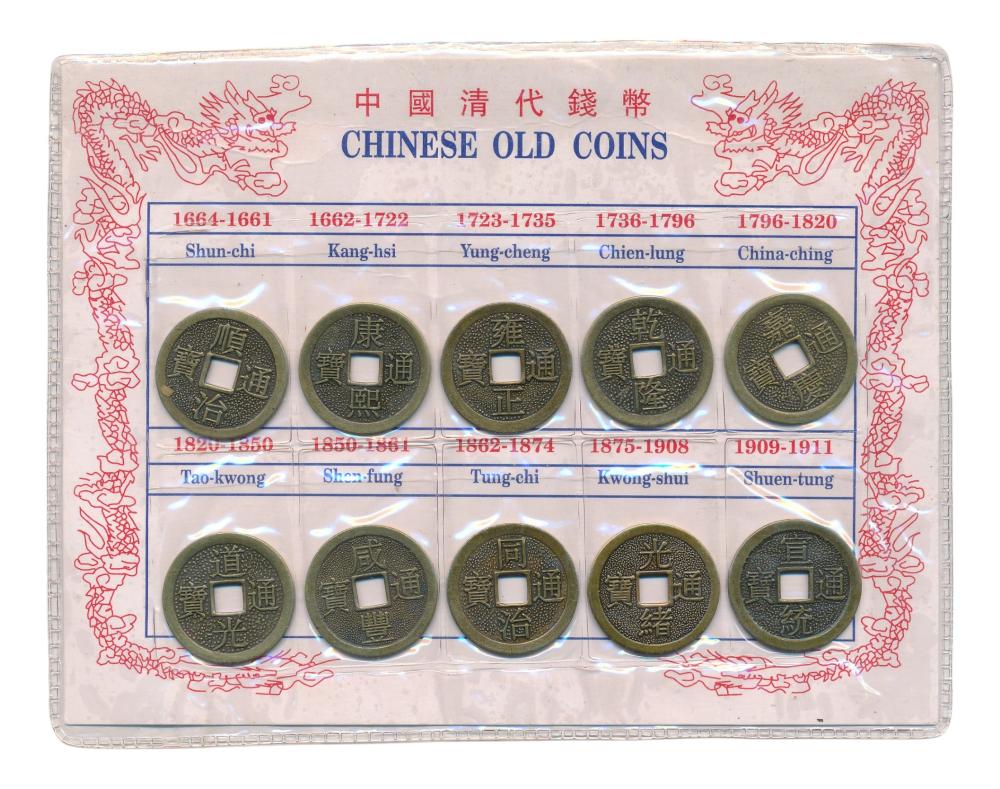 中國清代錢幣
CHINESE OLD COINS
1664-1661 1662-1722 1723-1735 1736-1796 1796-1820
Shun-chi Kang-hsi Yung-cheng Chien-lung China-ching
順治通寶 康熙通寶 雍正通寶 乾隆通寶 嘉慶通寶
1820-1850 1850-1861 1862-1874 1875-1908 1909-1911
Tao-kwong Shen-fung Tung-chi Kwong-shui Shuen-tung
道光通寶 咸豐通寶 同治通寶 光緒通寶 宣統通寶